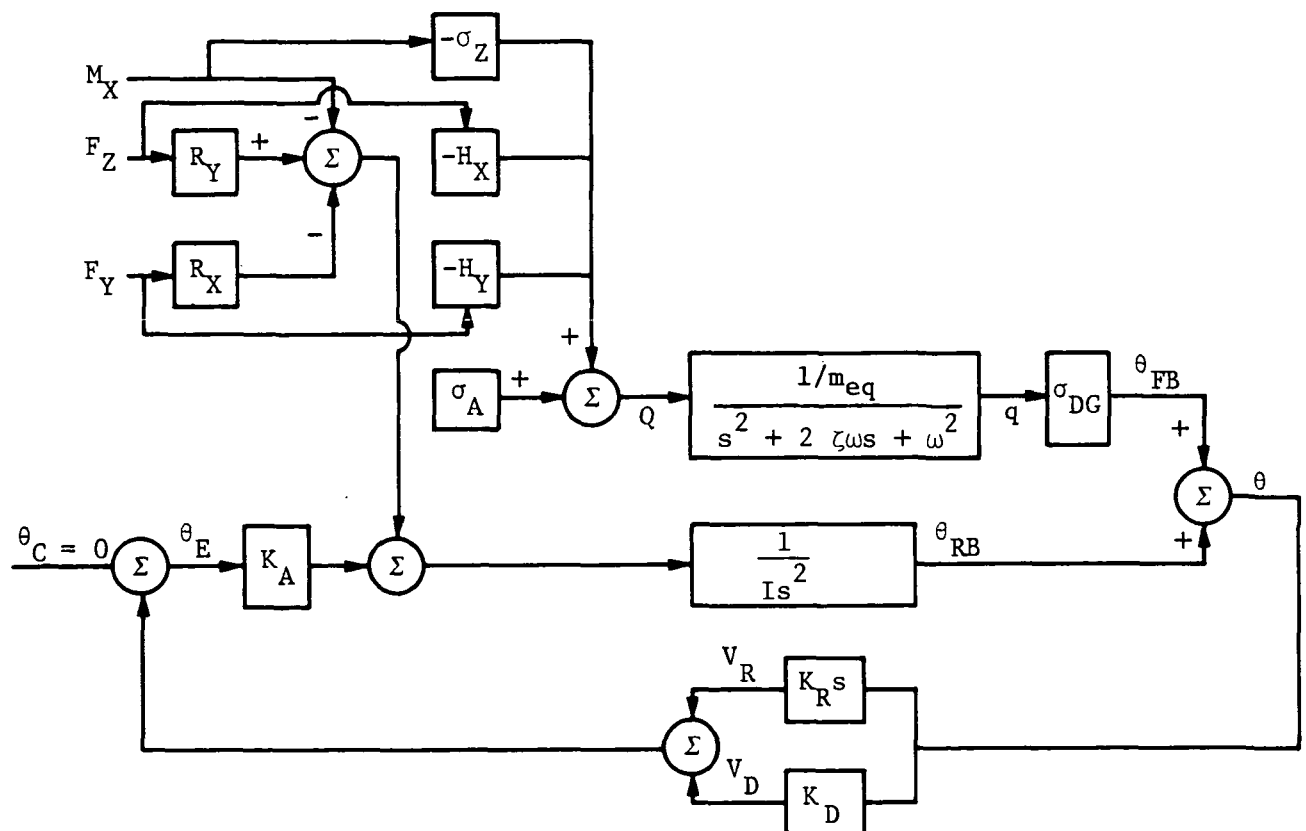 -σ_Z
M_X
-
F_Z
R_Y
+
Σ
-H_X
-
F_Y
R_X
-H_Y
+
σ_A
+
Σ
Q
1/m_eq
s^2 + 2 ζωs + ω^2
q
σ_DG
θ_FB
+
Σ
θ
θ_C = 0
Σ
θ_E
K_A
Σ
1
Is^2
θ_RB
+
V_R
K_R s
Σ
V_D
K_D